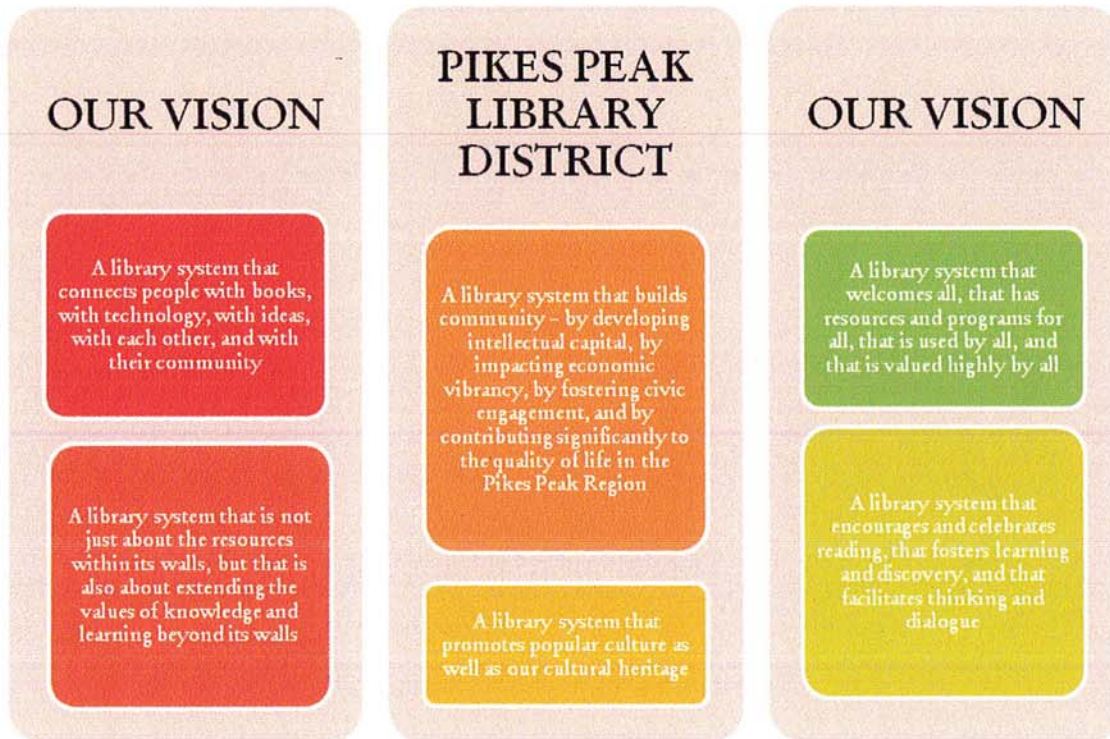 OUR VISION
A library system that
connects people with books,
with technology, with ideas,
with each other, and with
their community
A library system that is not
just about the resources
within its walls, but that is
also about extending the
values of knowledge and
learning beyond its walls
PIKES PEAK
LIBRARY
DISTRICT
A library system that builds
community – by developing
intellectual capital, by
impacting economic
vibrancy, by fostering civic
engagement, and by
contributing significantly to
the quality of life in the
Pikes Peak Region
A library system that
promotes popular culture as
well as our cultural heritage
OUR VISION
A library system that
welcomes all, that has
resources and programs for
all, that is used by all, and
that is valued highly by all
A library system that
encourages and celebrates
reading, that fosters learning
and discovery, and that
facilitates thinking and
dialogue